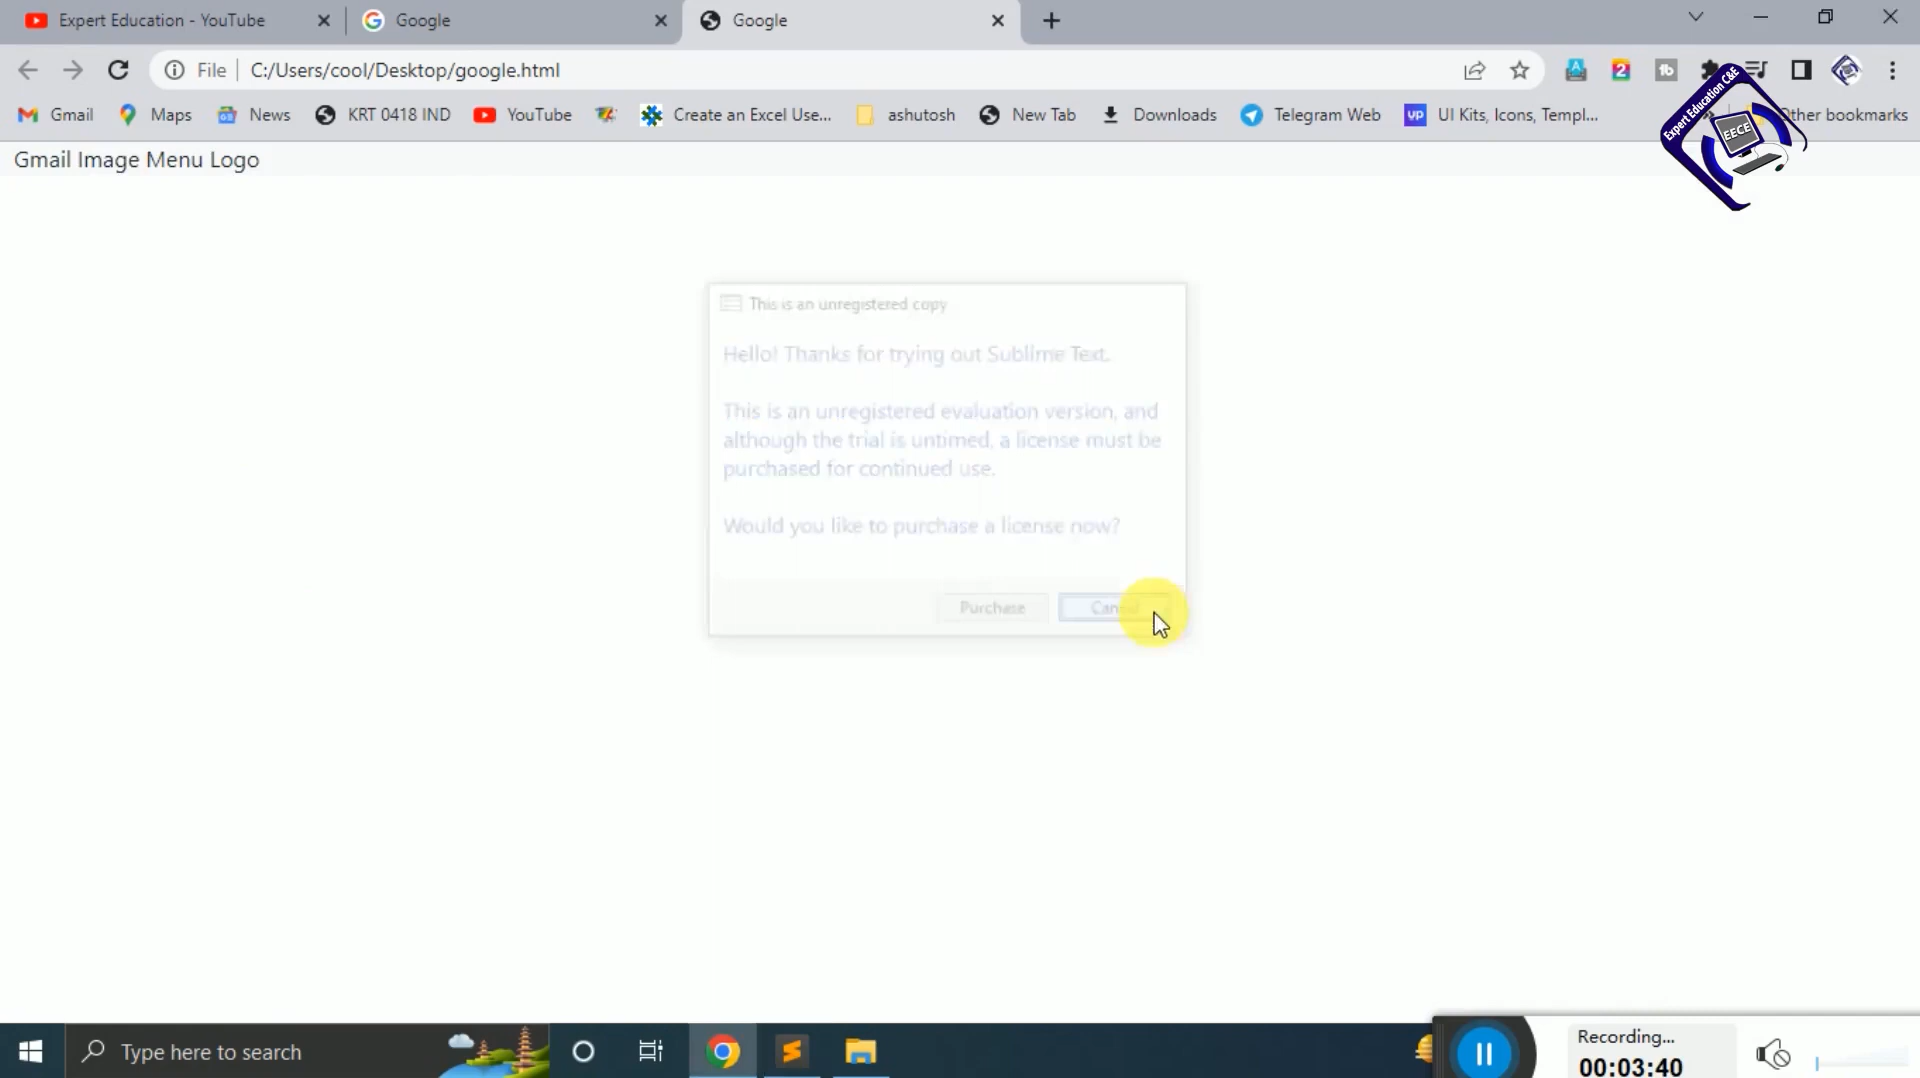 Expert Education - YouTube
Google
Google
File
C:/Users/cool/Desktop/google.html
Gmail
Maps
News
KRT 0418 IND
YouTube
Create an Excel Use...
ashutosh
New Tab
Downloads
Telegram Web
UI Kits, Icons, Templ...
Other bookmarks
Expert Education C&E
EECE
Gmail Image Menu Logo
This is an unregistered copy
Hello! Thanks for trying out Sublime Text.
This is an unregistered evaluation version, and
although the trial is untimed, a license must be
purchased for continued use.
Would you like to purchase a license now?
Purchase
Cancel
Type here to search
Recording...
00:03:40